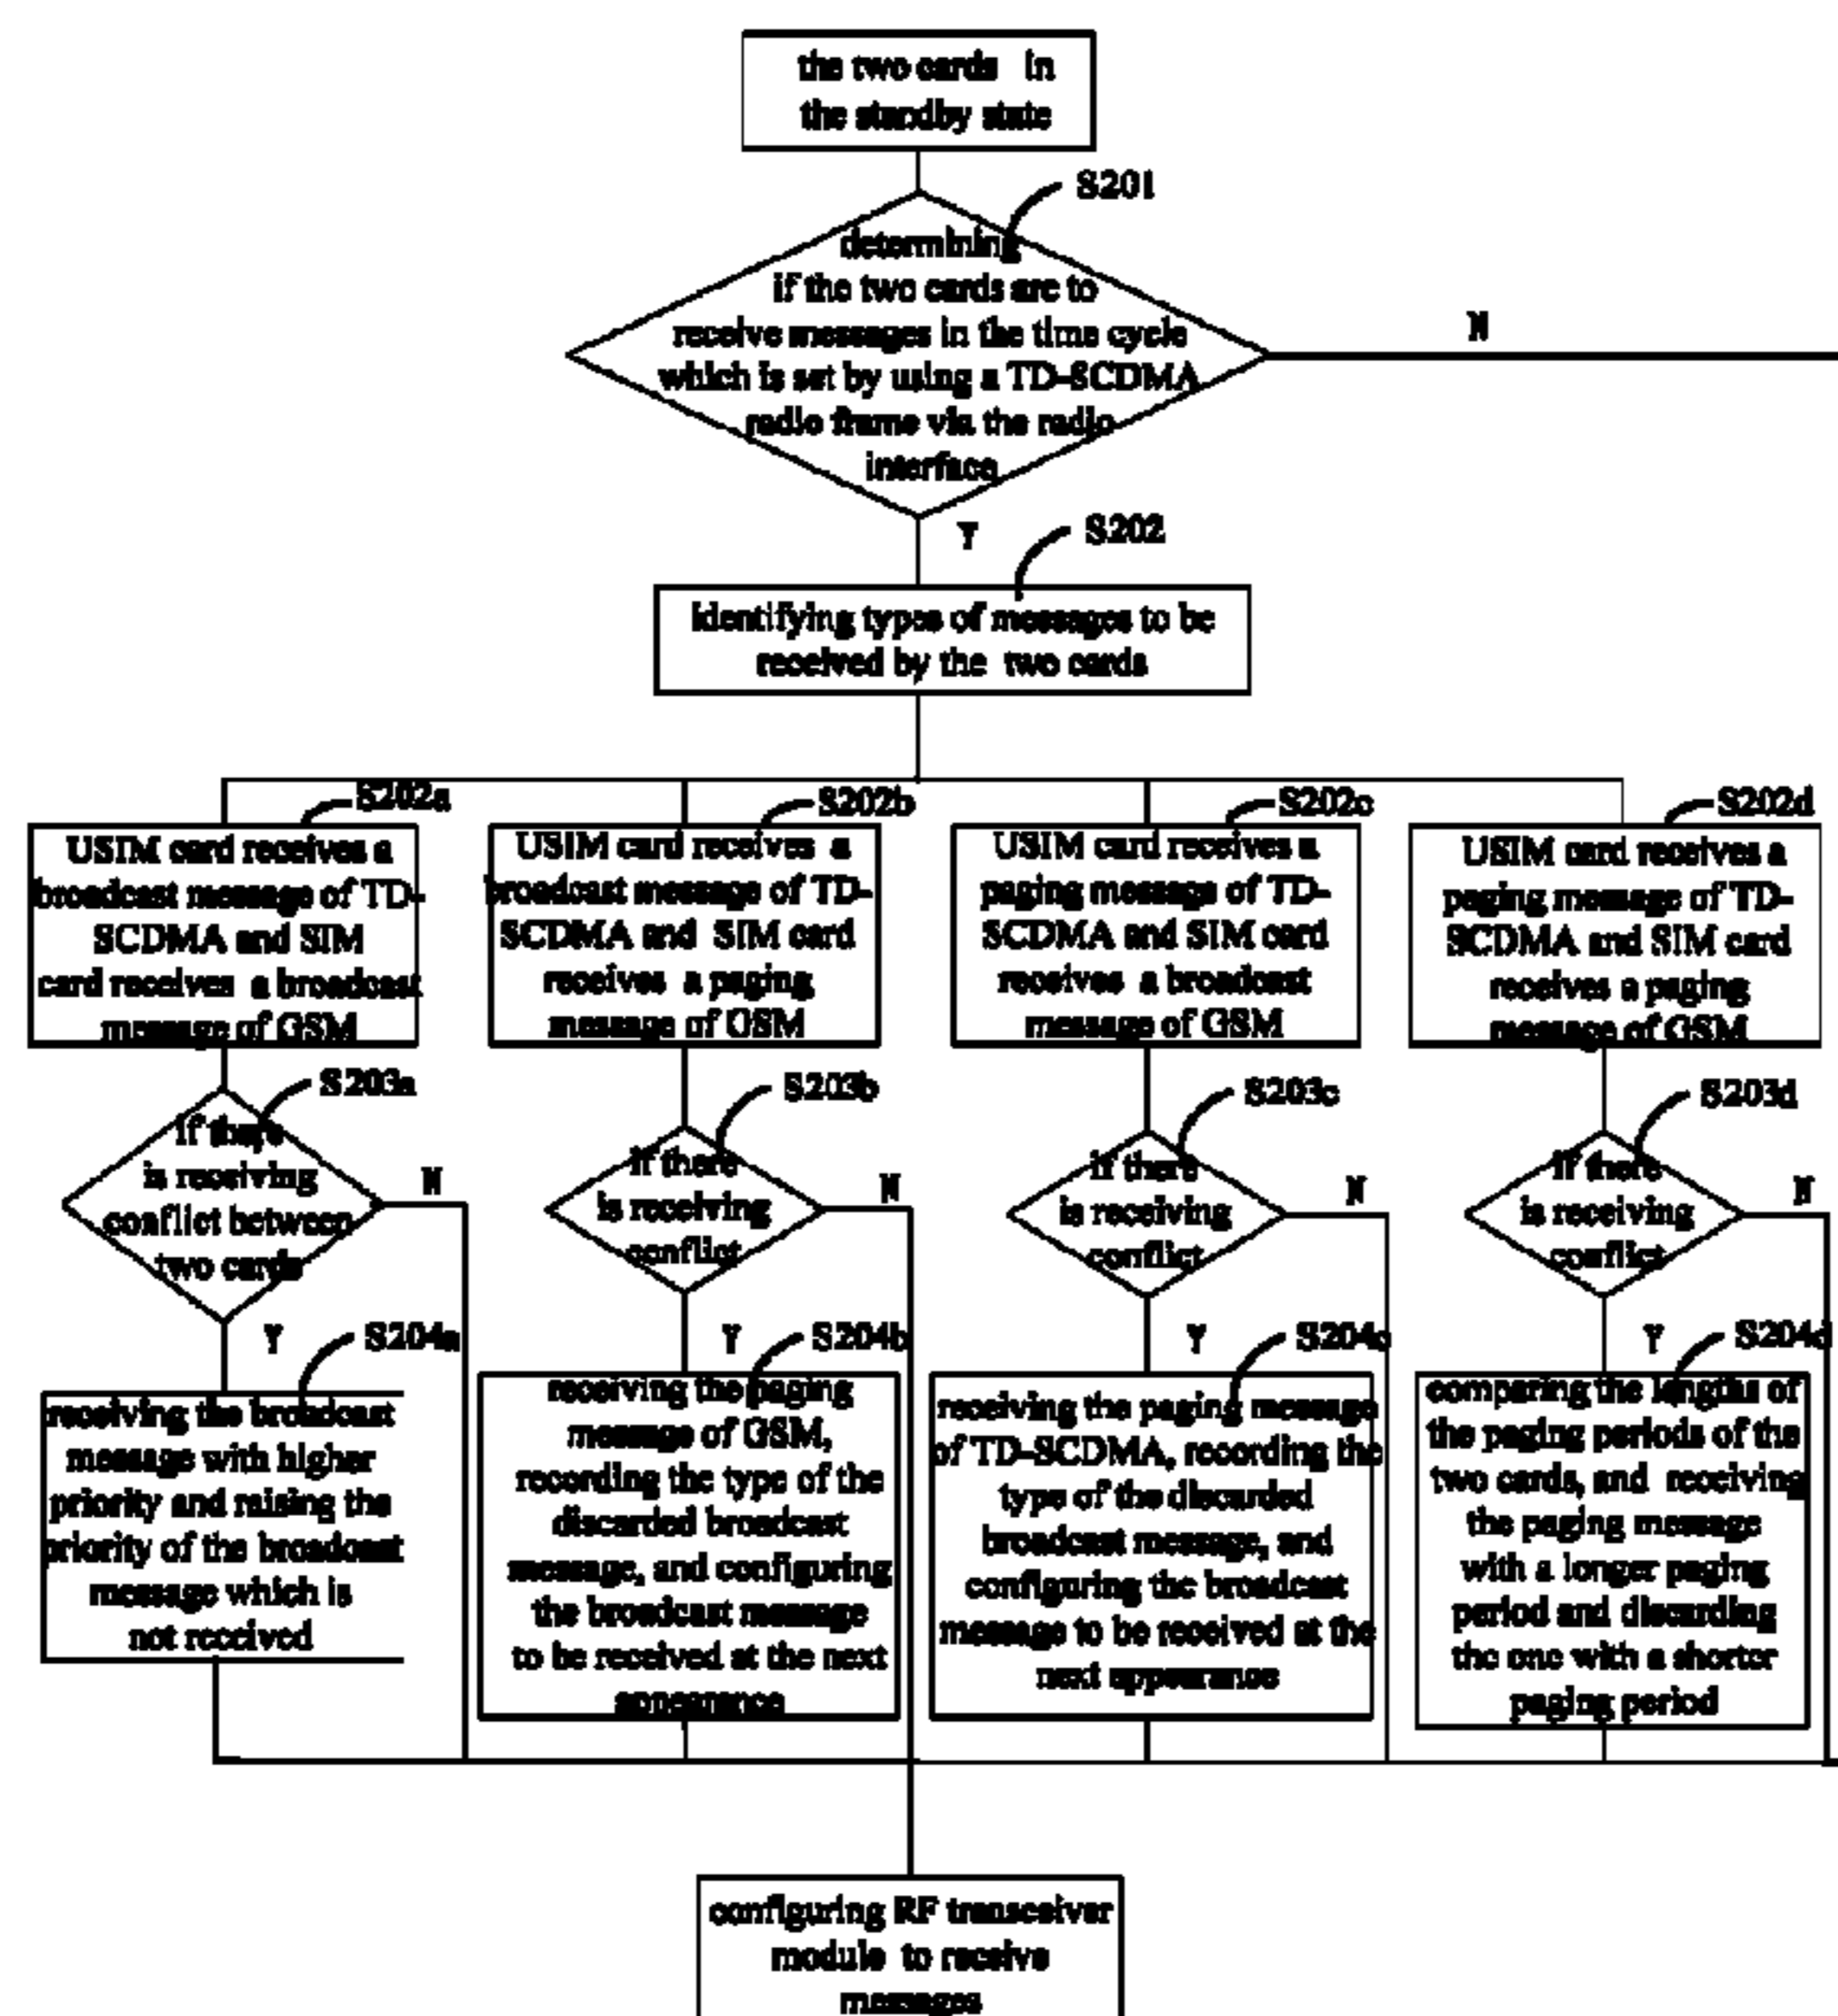 the two cards in
the standby state
S201
determining
if the two cards are to
receive messages in the time cycle
which is set by using a TD-SCDMA
radio frame via the radio
interface
N
Y
S202
identifying types of messages to be
received by the two cards
S202a
USIM card receives a
broadcast message of TD-
SCDMA and SIM
card receives a broadcast
message of GSM
S202b
USIM card receives a
broadcast message of TD-
SCDMA and SIM card
receives a paging
message of GSM
S202c
USIM card receives a
paging message of TD-
SCDMA and SIM card
receives a broadcast
message of GSM
S202d
USIM card receives a
paging message of TD-
SCDMA and SIM card
receives a paging
message of GSM
S203a
if there
is receiving
conflict between
two cards
N
S203b
if there
is receiving
conflict
N
S203c
if there
is receiving
conflict
N
S203d
if there
is receiving
conflict
N
Y
S204a
receiving the broadcast
message with higher
priority and raising the
priority of the broadcast
message which is
not received
Y
S204b
receiving the paging
message of GSM,
recording the type of the
discarded broadcast
message, and configuring
the broadcast message
to be received at the next
appearance
Y
S204c
receiving the paging message
of TD-SCDMA, recording the
type of the discarded
broadcast message, and
configuring the broadcast
message to be received at the
next appearance
Y
S204d
comparing the lengths of
the paging periods of the
two cards, and receiving
the paging message
with a longer paging
period and discarding
the one with a shorter
paging period
configuring RF transceiver
module to receive
messages